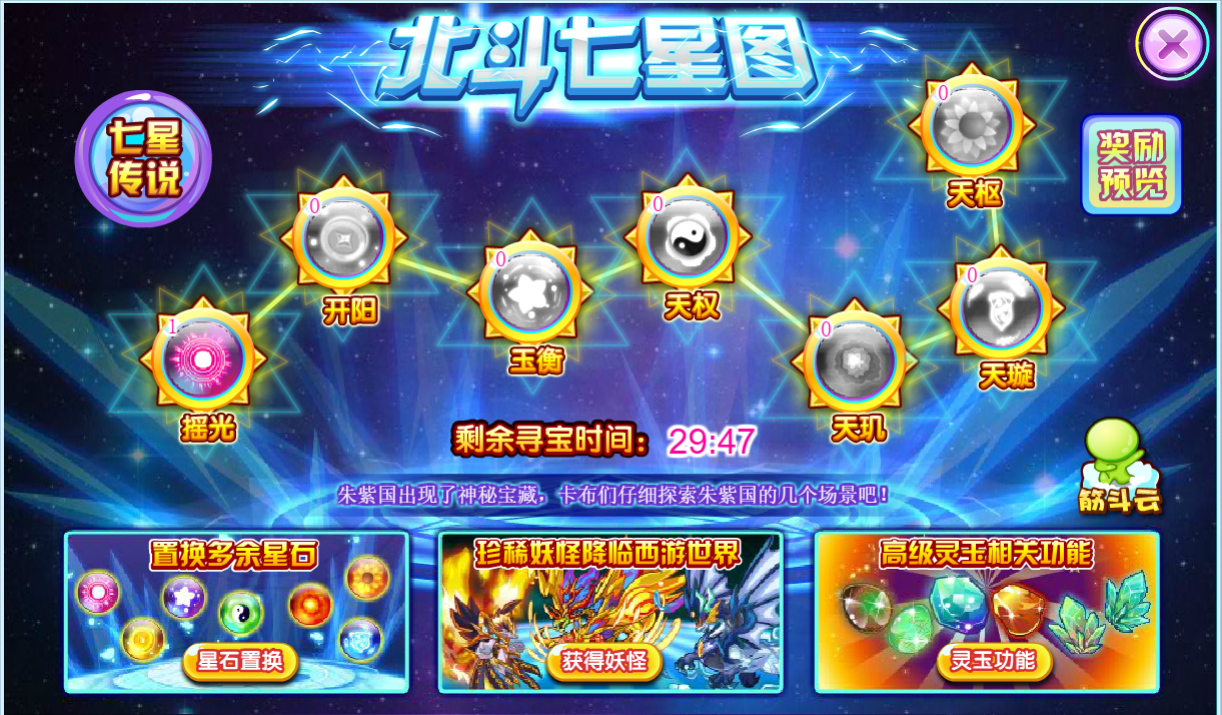 北斗七星图
七星
传说
奖励
预览
0
天枢
0
开阳
0
天权
0
玉衡
0
天璇
1
摇光
0
天玑
剩余寻宝时间：29:47
朱紫国出现了神秘宝藏，卡布们仔细探索朱紫国的几个场景吧！
筋斗云
置换多余星石
星石置换
珍稀妖怪降临西游世界
获得妖怪
高级灵玉相关功能
灵玉功能